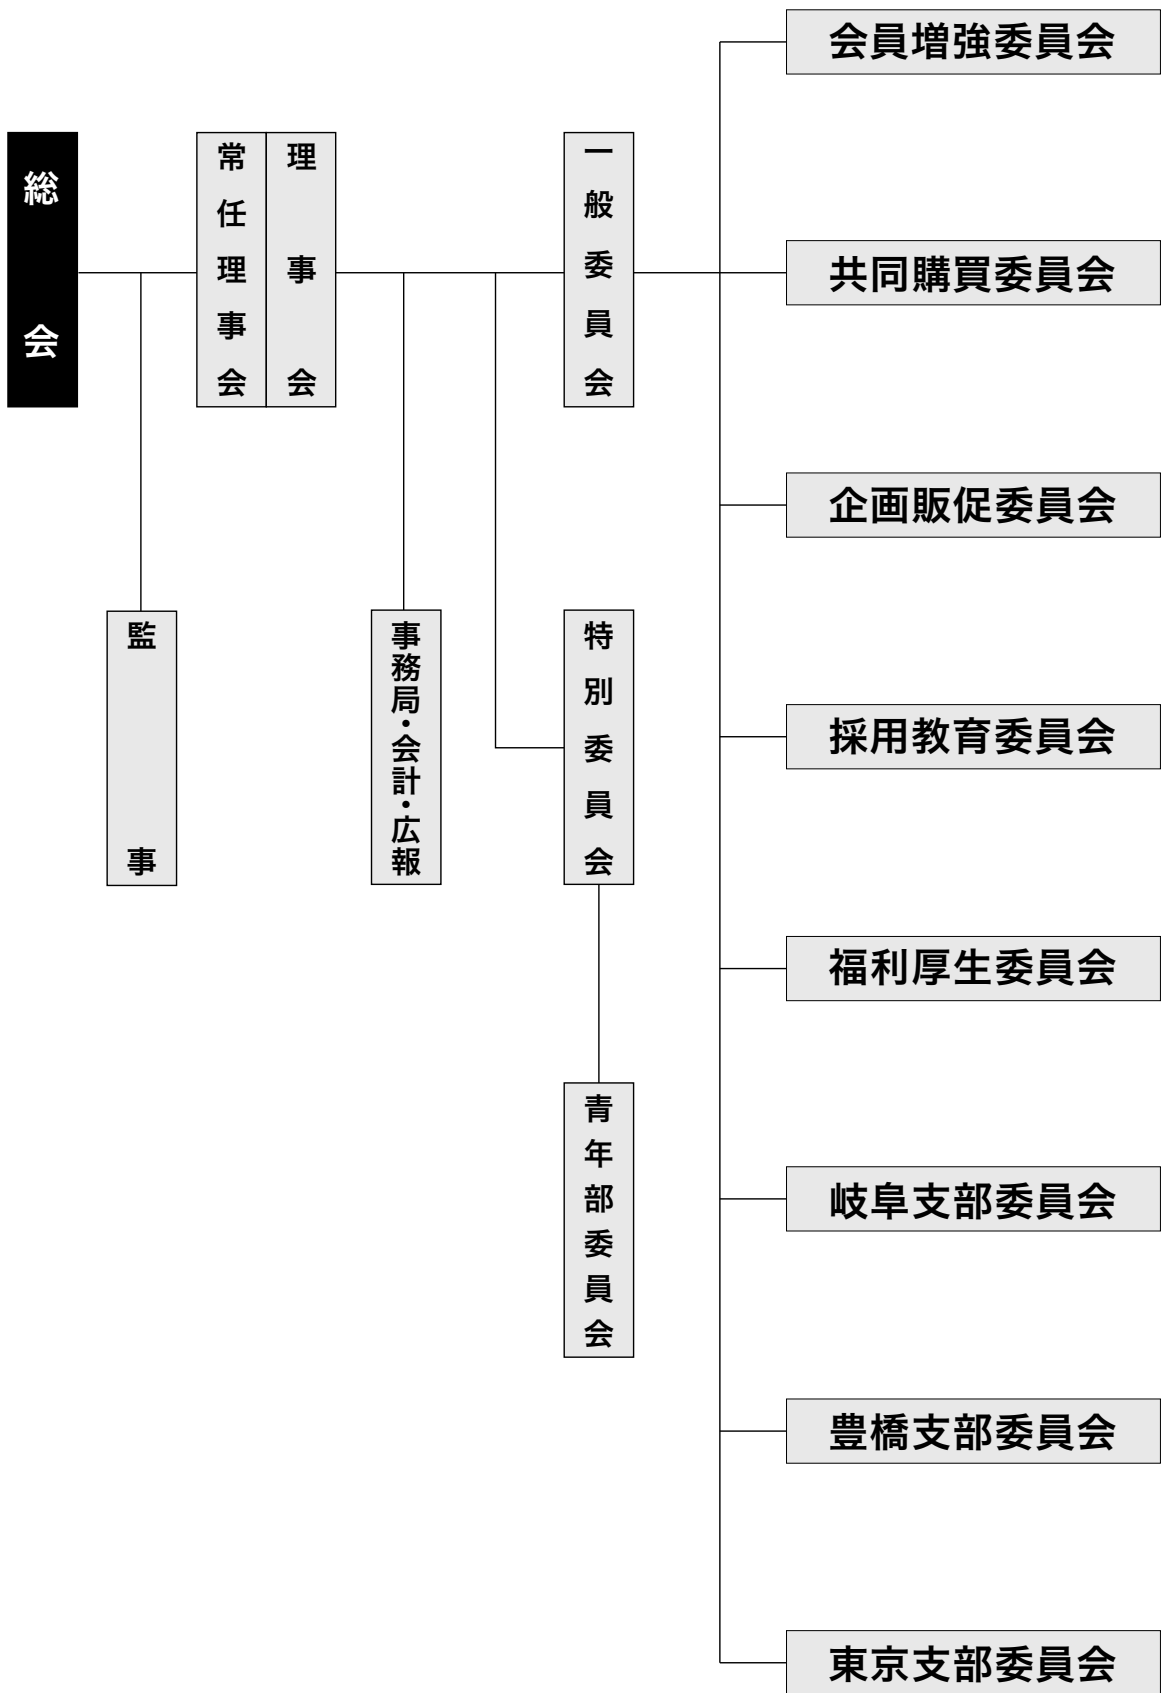 総会
常任理事会
理事会
一般委員会
監事
事務局・会計・広報
特別委員会
青年部委員会
会員増強委員会
共同購買委員会
企画販促委員会
採用教育委員会
福利厚生委員会
岐阜支部委員会
豊橋支部委員会
東京支部委員会